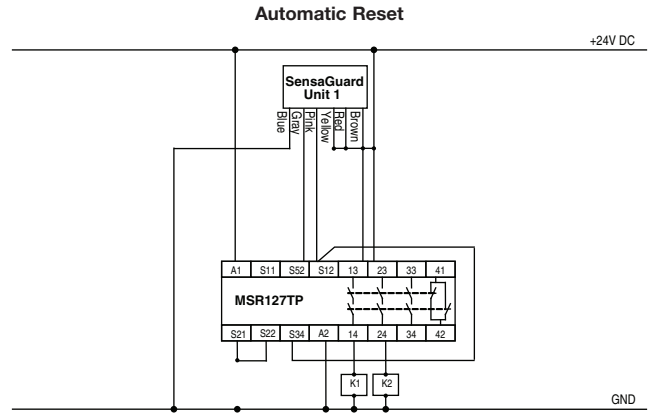 Automatic Reset
+24V DC
SensaGuard
Unit 1
Blue
Gray
Pink
Yellow
Red
Brown
A1 S11 S52 S12 13 23 33 41
MSR127TP
S21 S22 S34 A2 14 24 34 42
K1 K2
GND